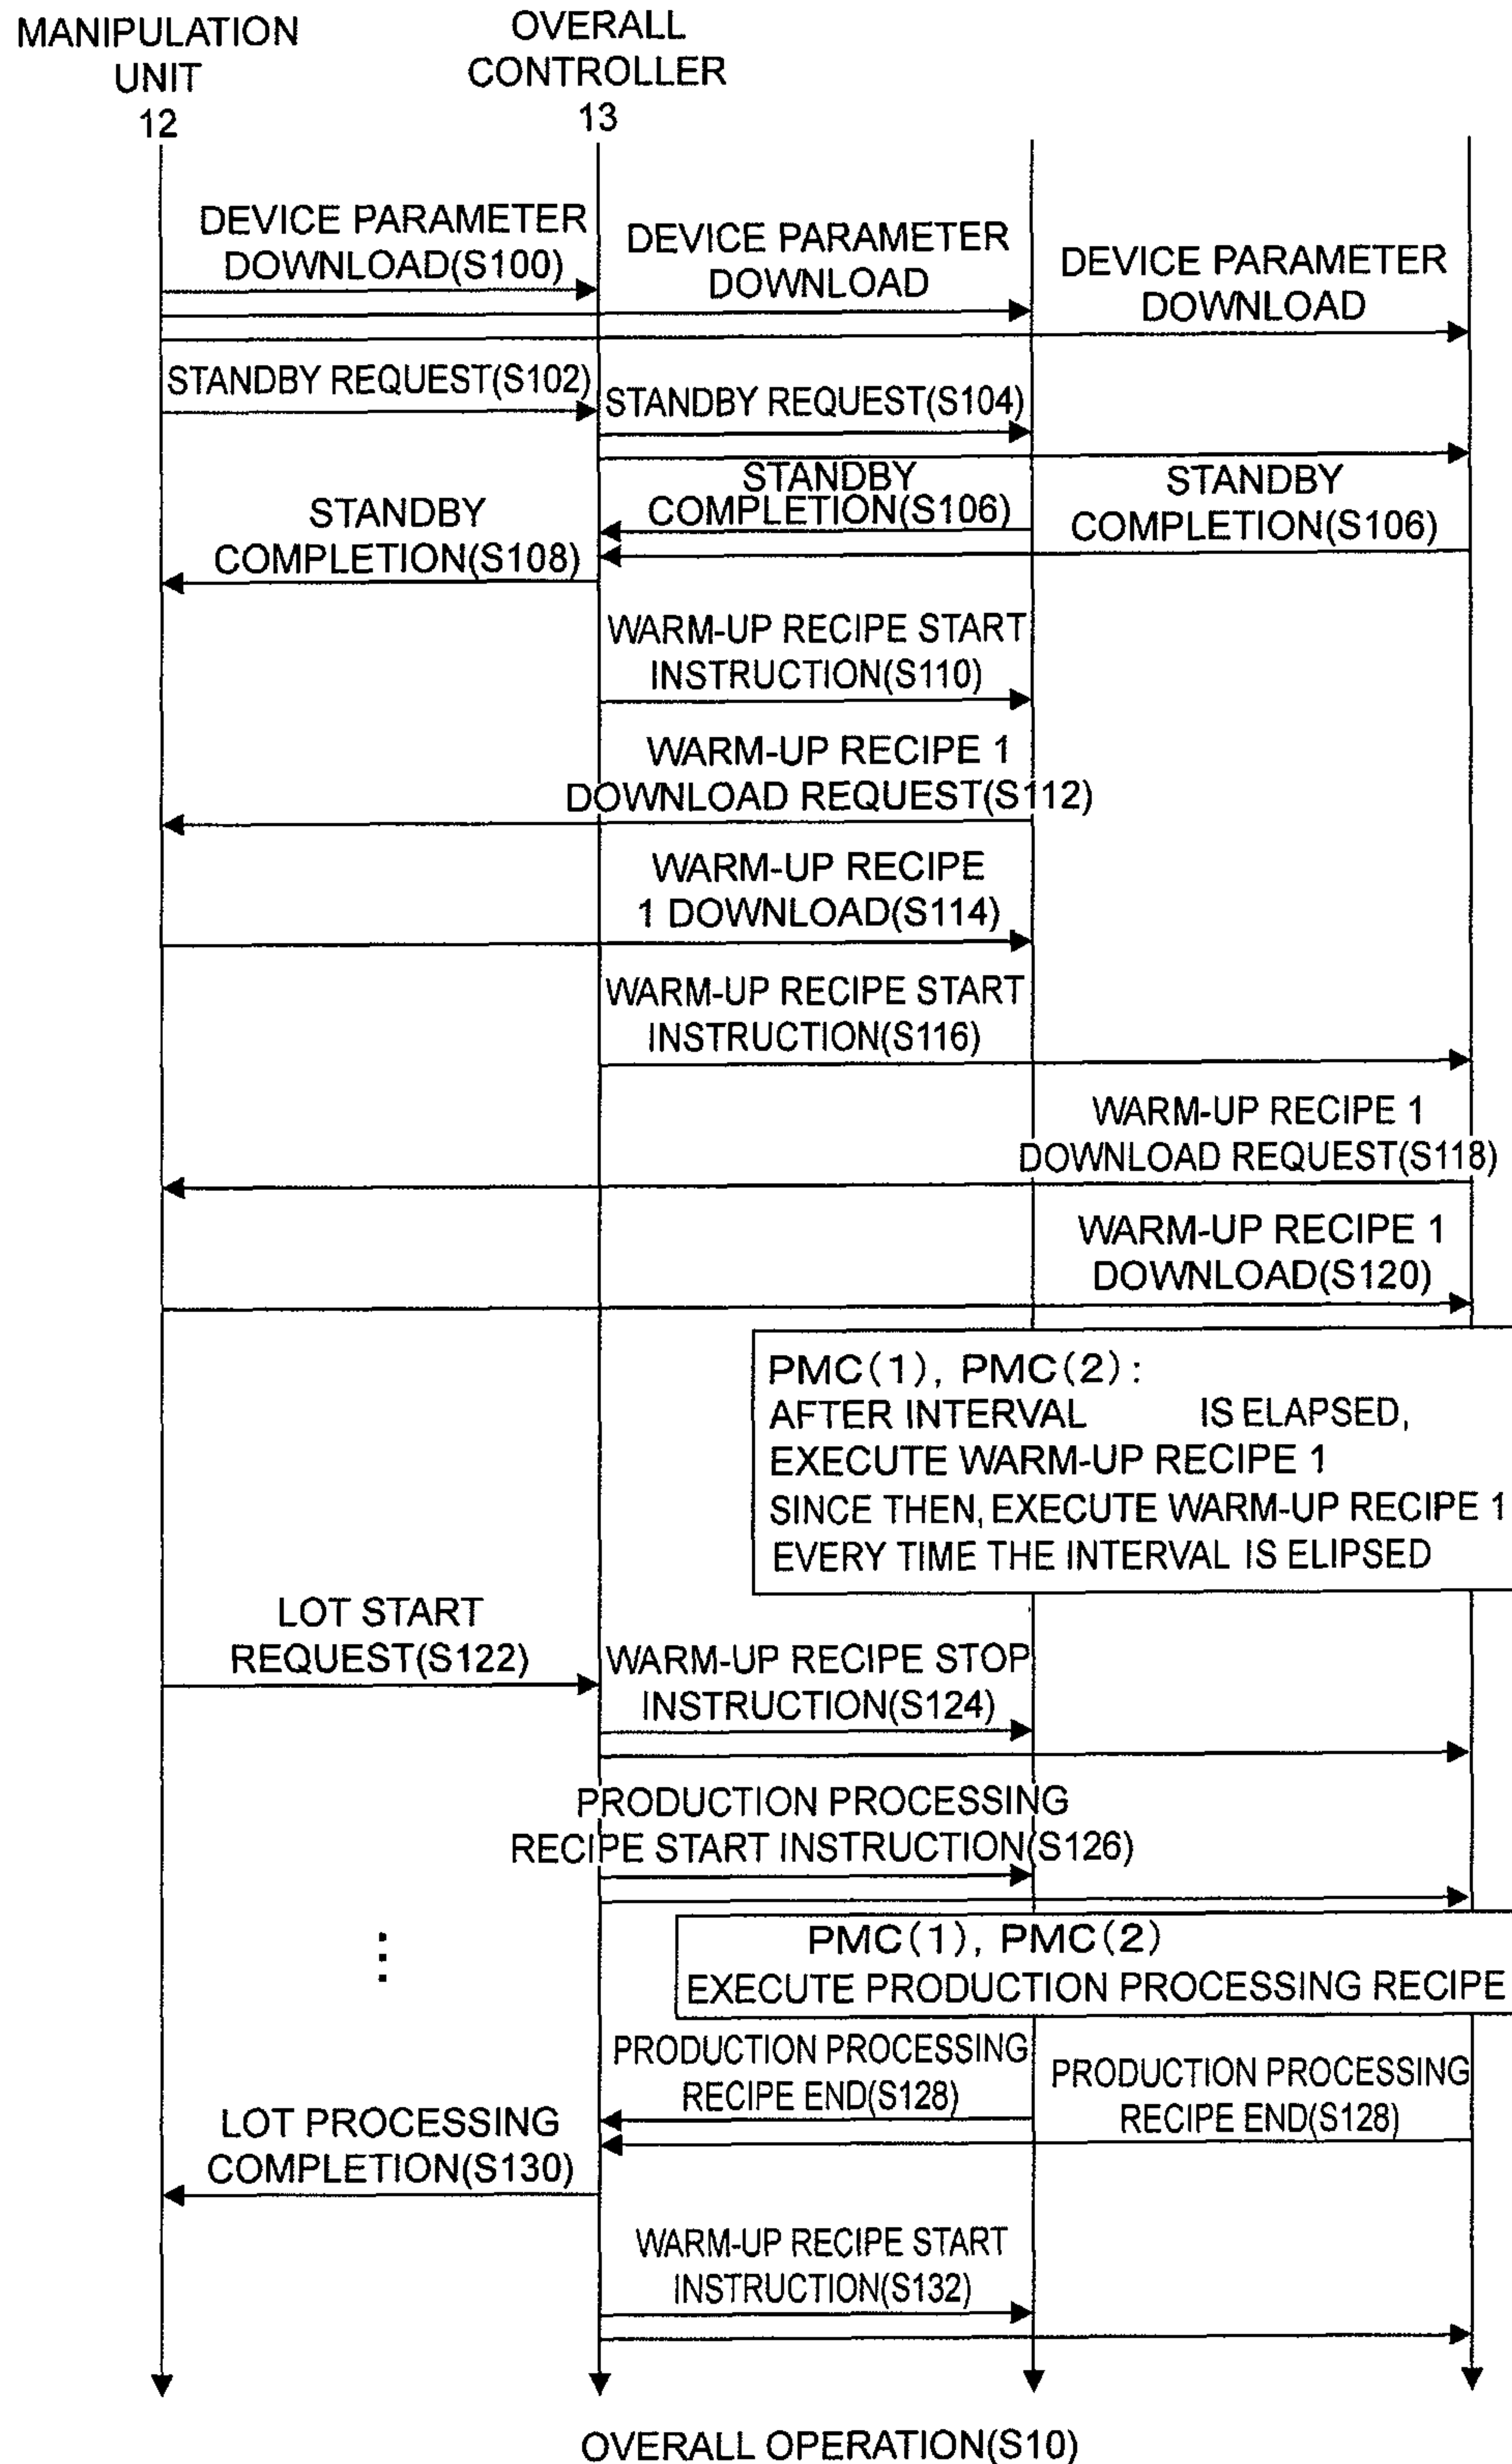 MANIPULATION
UNIT
12
OVERALL
CONTROLLER
13
DEVICE PARAMETER
DOWNLOAD(S100)
DEVICE PARAMETER
DOWNLOAD
DEVICE PARAMETER
DOWNLOAD
STANDBY REQUEST(S102)
STANDBY REQUEST(S104)
STANDBY
COMPLETION(S106)
STANDBY
COMPLETION(S106)
STANDBY
COMPLETION(S108)
WARM-UP RECIPE START
INSTRUCTION(S110)
WARM-UP RECIPE 1
DOWNLOAD REQUEST(S112)
WARM-UP RECIPE
1 DOWNLOAD(S114)
WARM-UP RECIPE START
INSTRUCTION(S116)
WARM-UP RECIPE 1
DOWNLOAD REQUEST(S118)
WARM-UP RECIPE 1
DOWNLOAD(S120)
PMC(1), PMC(2):
AFTER INTERVAL IS ELAPSED,
EXECUTE WARM-UP RECIPE 1
SINCE THEN, EXECUTE WARM-UP RECIPE 1
EVERY TIME THE INTERVAL IS ELIPSED
LOT START
REQUEST(S122)
WARM-UP RECIPE STOP
INSTRUCTION(S124)
PRODUCTION PROCESSING
RECIPE START INSTRUCTION(S126)
PMC(1), PMC(2)
EXECUTE PRODUCTION PROCESSING RECIPE
PRODUCTION PROCESSING
RECIPE END(S128)
PRODUCTION PROCESSING
RECIPE END(S128)
LOT PROCESSING
COMPLETION(S130)
WARM-UP RECIPE START
INSTRUCTION(S132)
OVERALL OPERATION(S10)